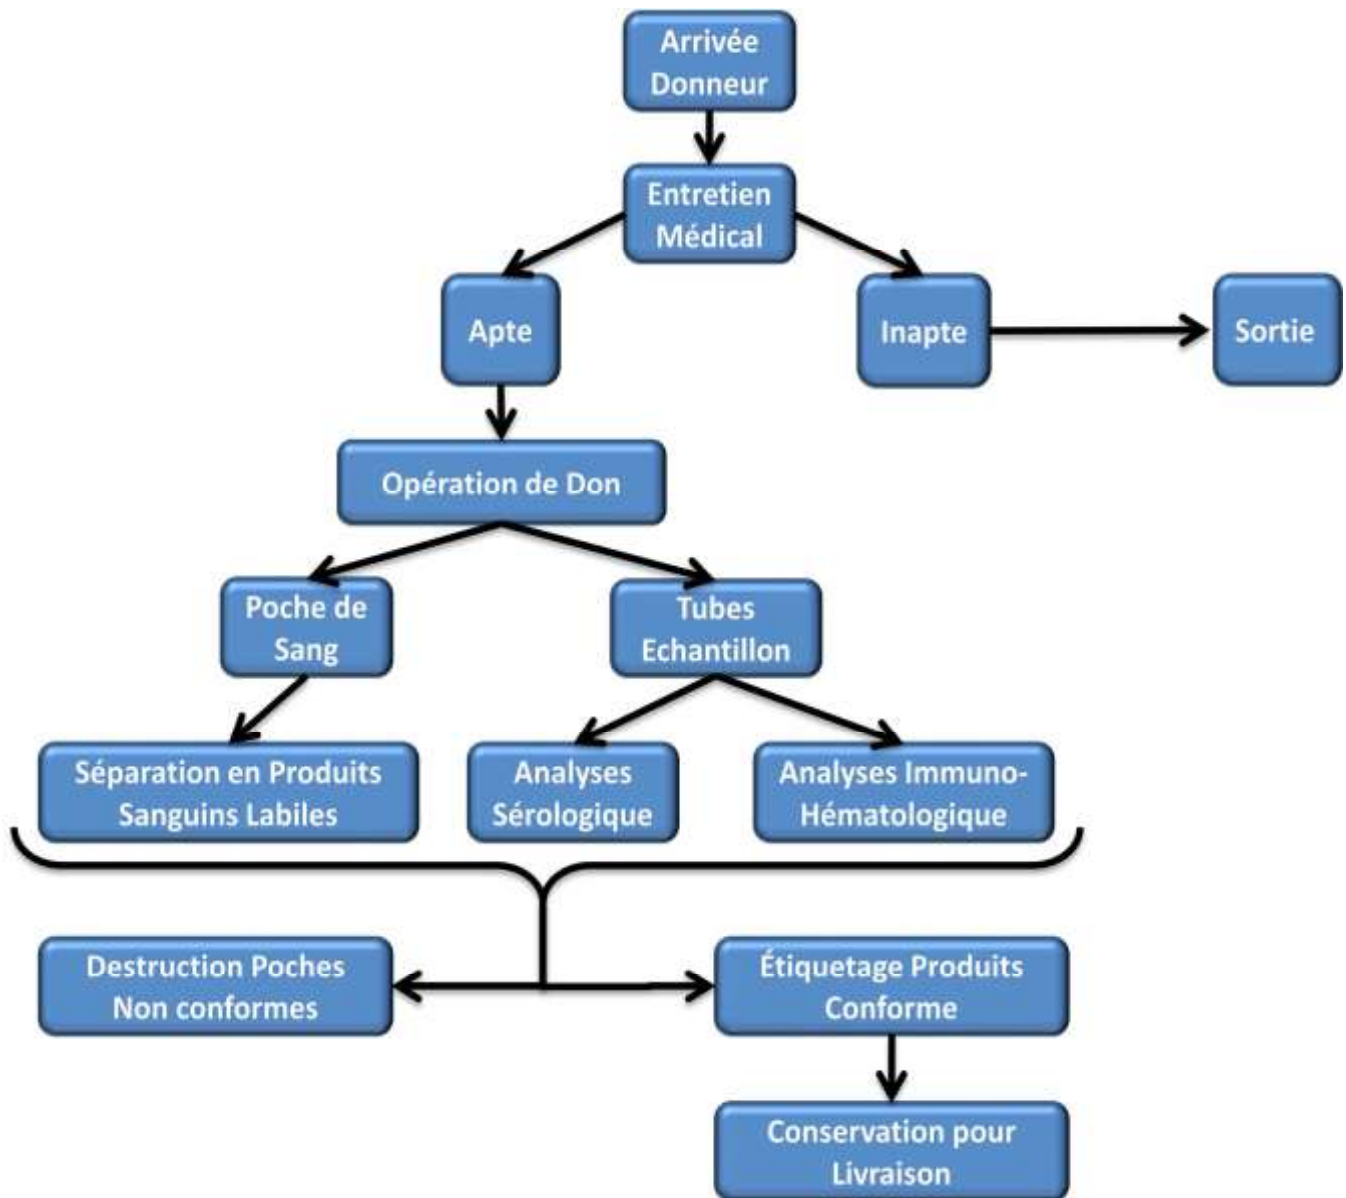 Arrivée
Donneur
Entretien
Médical
Apte
Inapte
Sortie
Opération de Don
Poche de
Sang
Tubes
Echantillon
Séparation en Produits
Sanguins Labiles
Analyses
Sérologique
Analyses Immuno-
Hématologique
Destruction Poches
Non conformes
Étiquetage Produits
Conforme
Conservation pour
Livraison